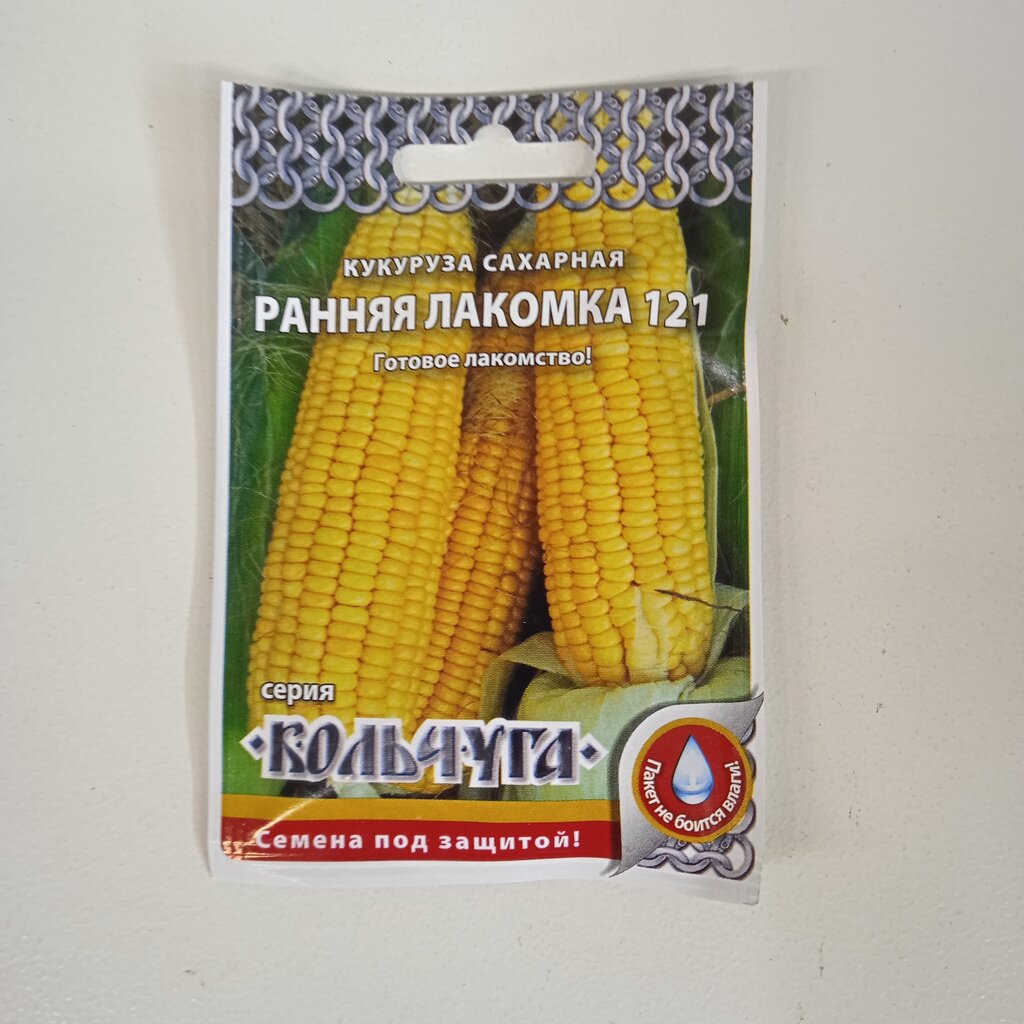 КУКУРУЗА САХАРНАЯ
РАННЯЯ ЛАКОМКА 121
Готовое лакомство!
серия
·КОЛЬЧУГА·
Семена под защитой!
Пакет не боится влаги!